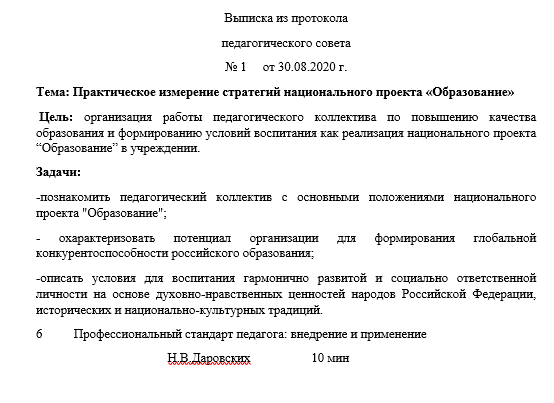 Выписка из протокола
педагогического совета
№ 1 от 30.08.2020 г.
Тема: Практическое измерение стратегий национального проекта «Образование»
Цель: организация работы педагогического коллектива по повышению качества
образования и формированию условий воспитания как реализация национального проекта
“Образование” в учреждении.
Задачи:
-познакомить педагогический коллектив с основными положениями национального
проекта "Образование";
- охарактеризовать потенциал организации для формирования глобальной
конкурентоспособности российского образования;
-описать условия для воспитания гармонично развитой и социально ответственной
личности на основе духовно-нравственных ценностей народов Российской Федерации,
исторических и национально-культурных традиций.
6 Профессиональный стандарт педагога: внедрение и применение
Н.В.Даровских 10 мин